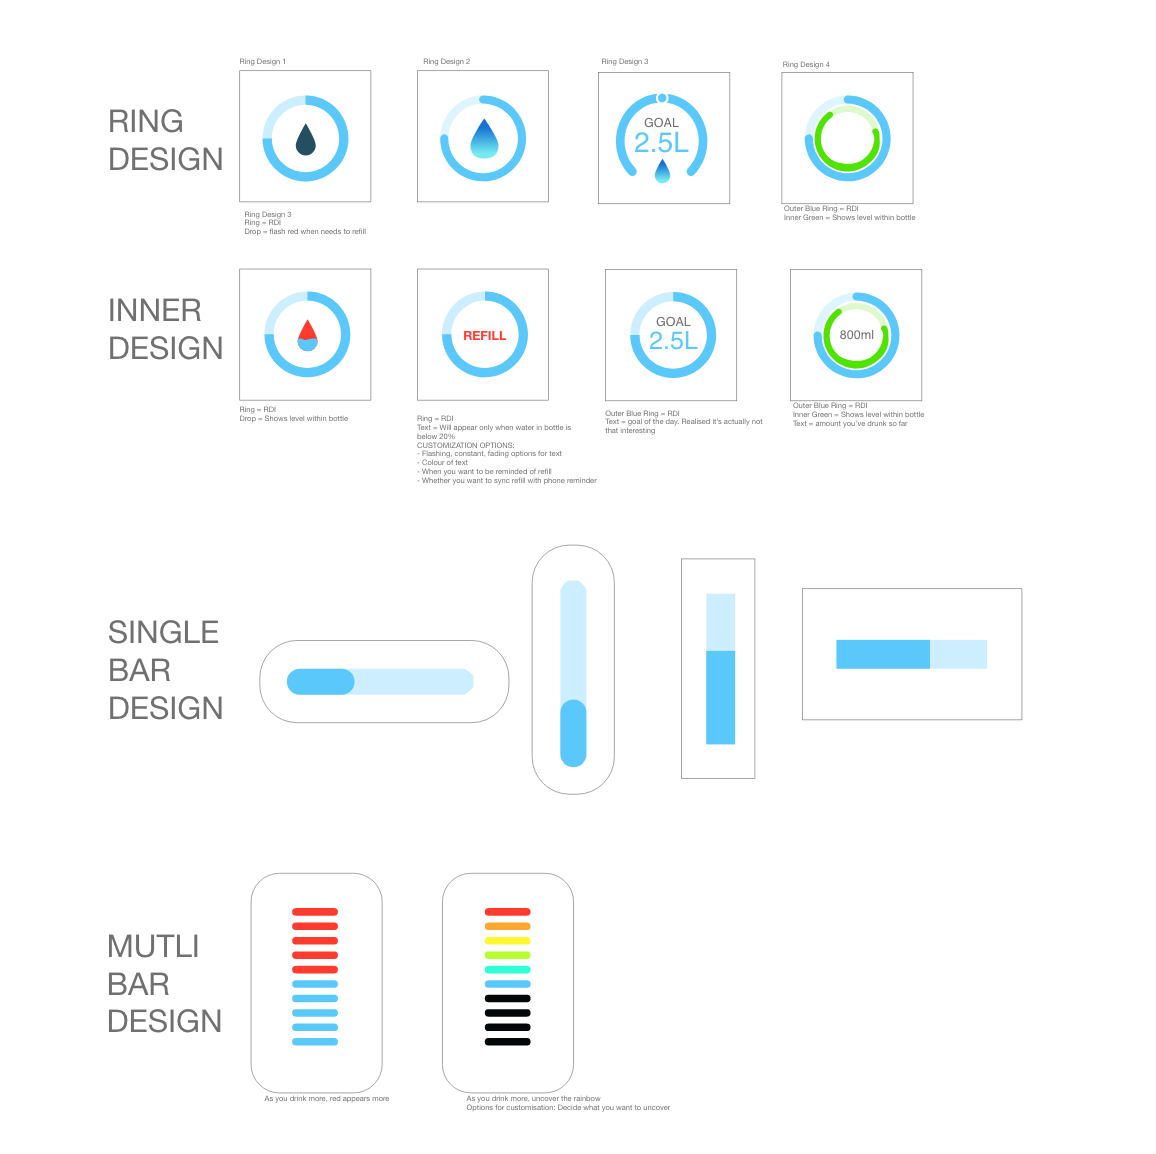 Ring Design 1
Ring Design 2
Ring Design 3
Ring Design 4
RING
DESIGN
GOAL
2.5L
Ring Design 3
Ring = RDI
Drop = flash red when needs to refill
Outer Blue Ring = RDI
Inner Green = Shows level within bottle
INNER
DESIGN
REFILL
GOAL
2.5L
800ml
Ring = RDI
Drop = Shows level within bottle
Ring = RDI
Text = Will appear only when water in bottle is
below 20%
CUSTOMIZATION OPTIONS:
- Flashing, constant, fading options for text
- Colour of text
- When you want to be reminded of refill
- Whether you want to sync refill with phone reminder
Outer Blue Ring = RDI
Text = goal of the day. Realised it's actually not
that interesting
Outer Blue Ring = RDI
Inner Green = Shows level within bottle
Text = amount you've drunk so far
SINGLE
BAR
DESIGN
MUTLI
BAR
DESIGN
As you drink more, red appears more
As you drink more, uncover the rainbow
Options for customisation: Decide what you want to uncover